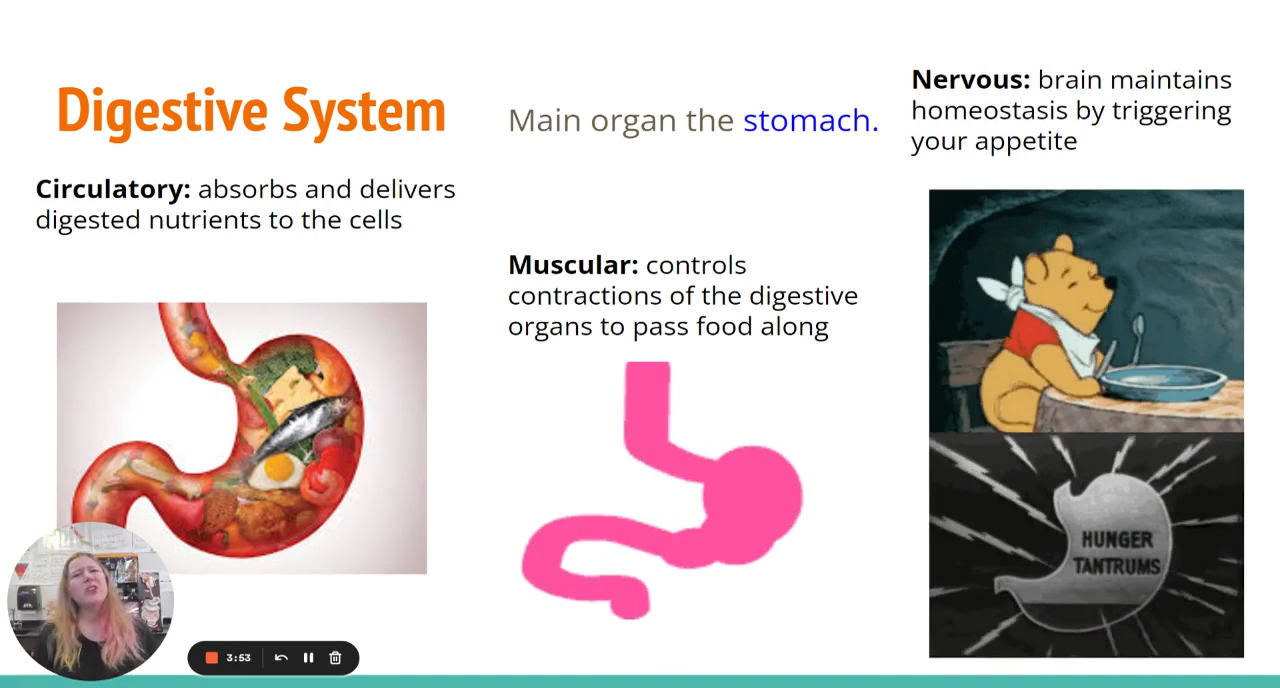 Digestive System
Circulatory: absorbs and delivers
digested nutrients to the cells
Main organ the stomach.
Muscular: controls
contractions of the digestive
organs to pass food along
Nervous: brain maintains
homeostasis by triggering
your appetite
HUNGER
TANTRUMS
3:53